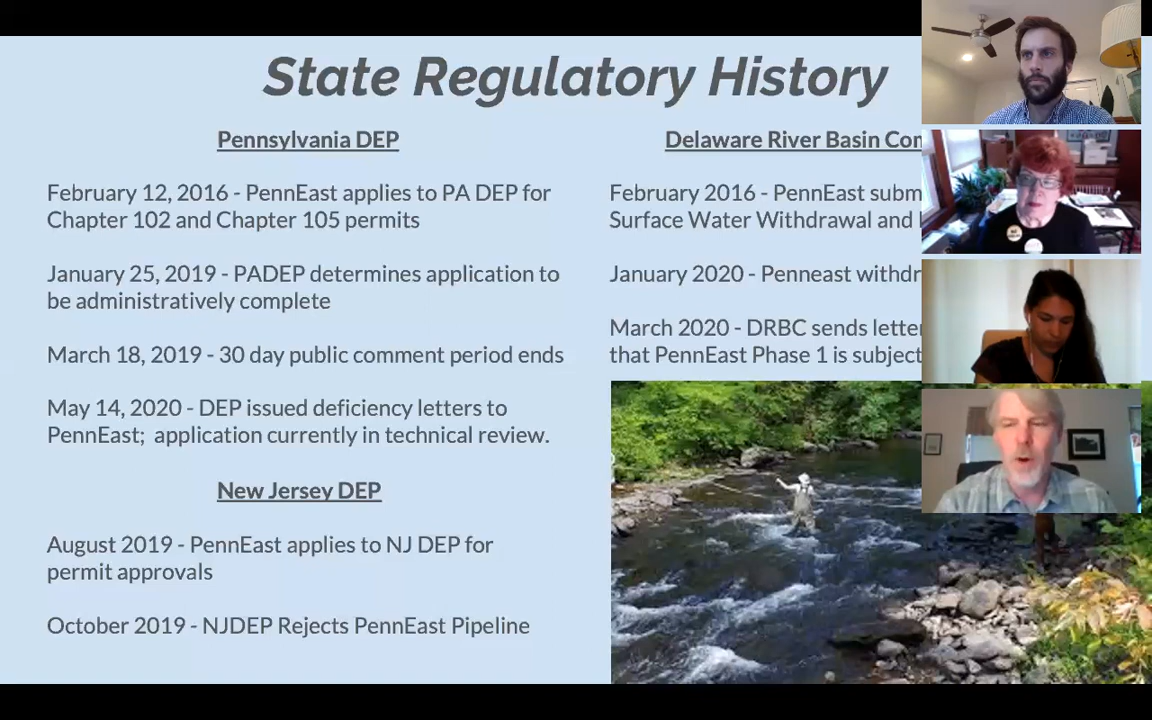 State Regulatory History
Pennsylvania DEP
February 12, 2016 - PennEast applies to PA DEP for
Chapter 102 and Chapter 105 permits
January 25, 2019 - PADEP determines application to
be administratively complete
March 18, 2019 - 30 day public comment period ends
May 14, 2020 - DEP issued deficiency letters to
PennEast;  application currently in technical review.
New Jersey DEP
August 2019 - PennEast applies to NJ DEP for
permit approvals
October 2019 - NJDEP Rejects PennEast Pipeline
Delaware River Basin
February 2016 - PennEast
Surface Water Withdrawal and
January 2020 - Penneast
March 2020 - DRBC sends
that PennEast Phase 1 is subject